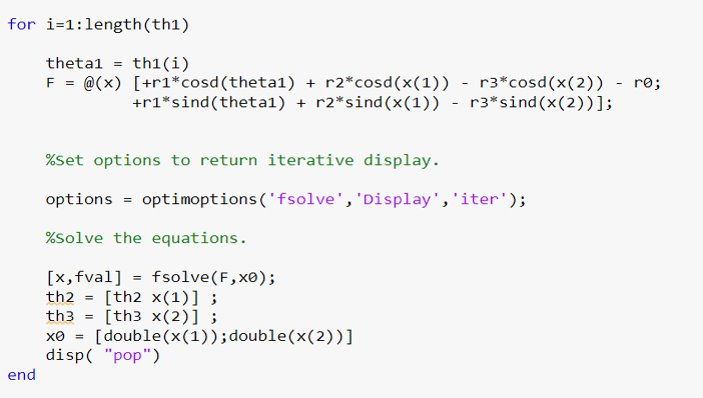 for i=1:length(th1)
theta1 = th1(i)
F = @(x) [+r1*cosd(theta1) + r2*cosd(x(1)) - r3*cosd(x(2)) - r0;
+r1*sind(theta1) + r2*sind(x(1)) - r3*sind(x(2))];
%Set options to return iterative display.
options = optimoptions('fsolve','Display','iter');
%Solve the equations.
[x,fval] = fsolve(F,x0);
th2 = [th2 x(1)] ;
th3 = [th3 x(2)] ;
x0 = [double(x(1));double(x(2))]
disp( "pop")
end